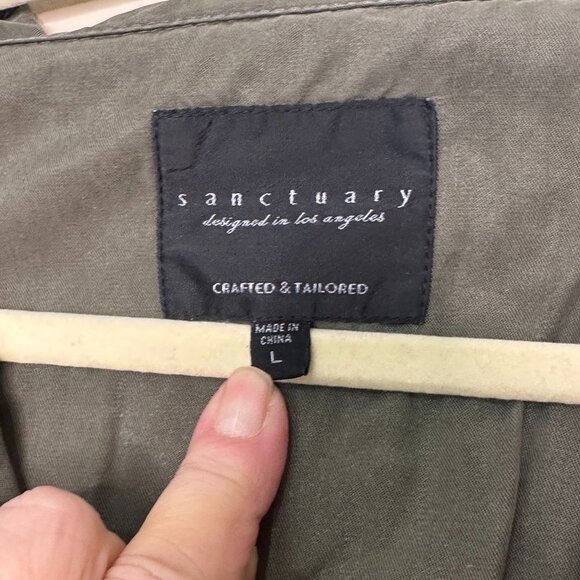 sanctuary
designed in los angeles
CRAFTED & TAILORED
MADE IN
CHINA
L